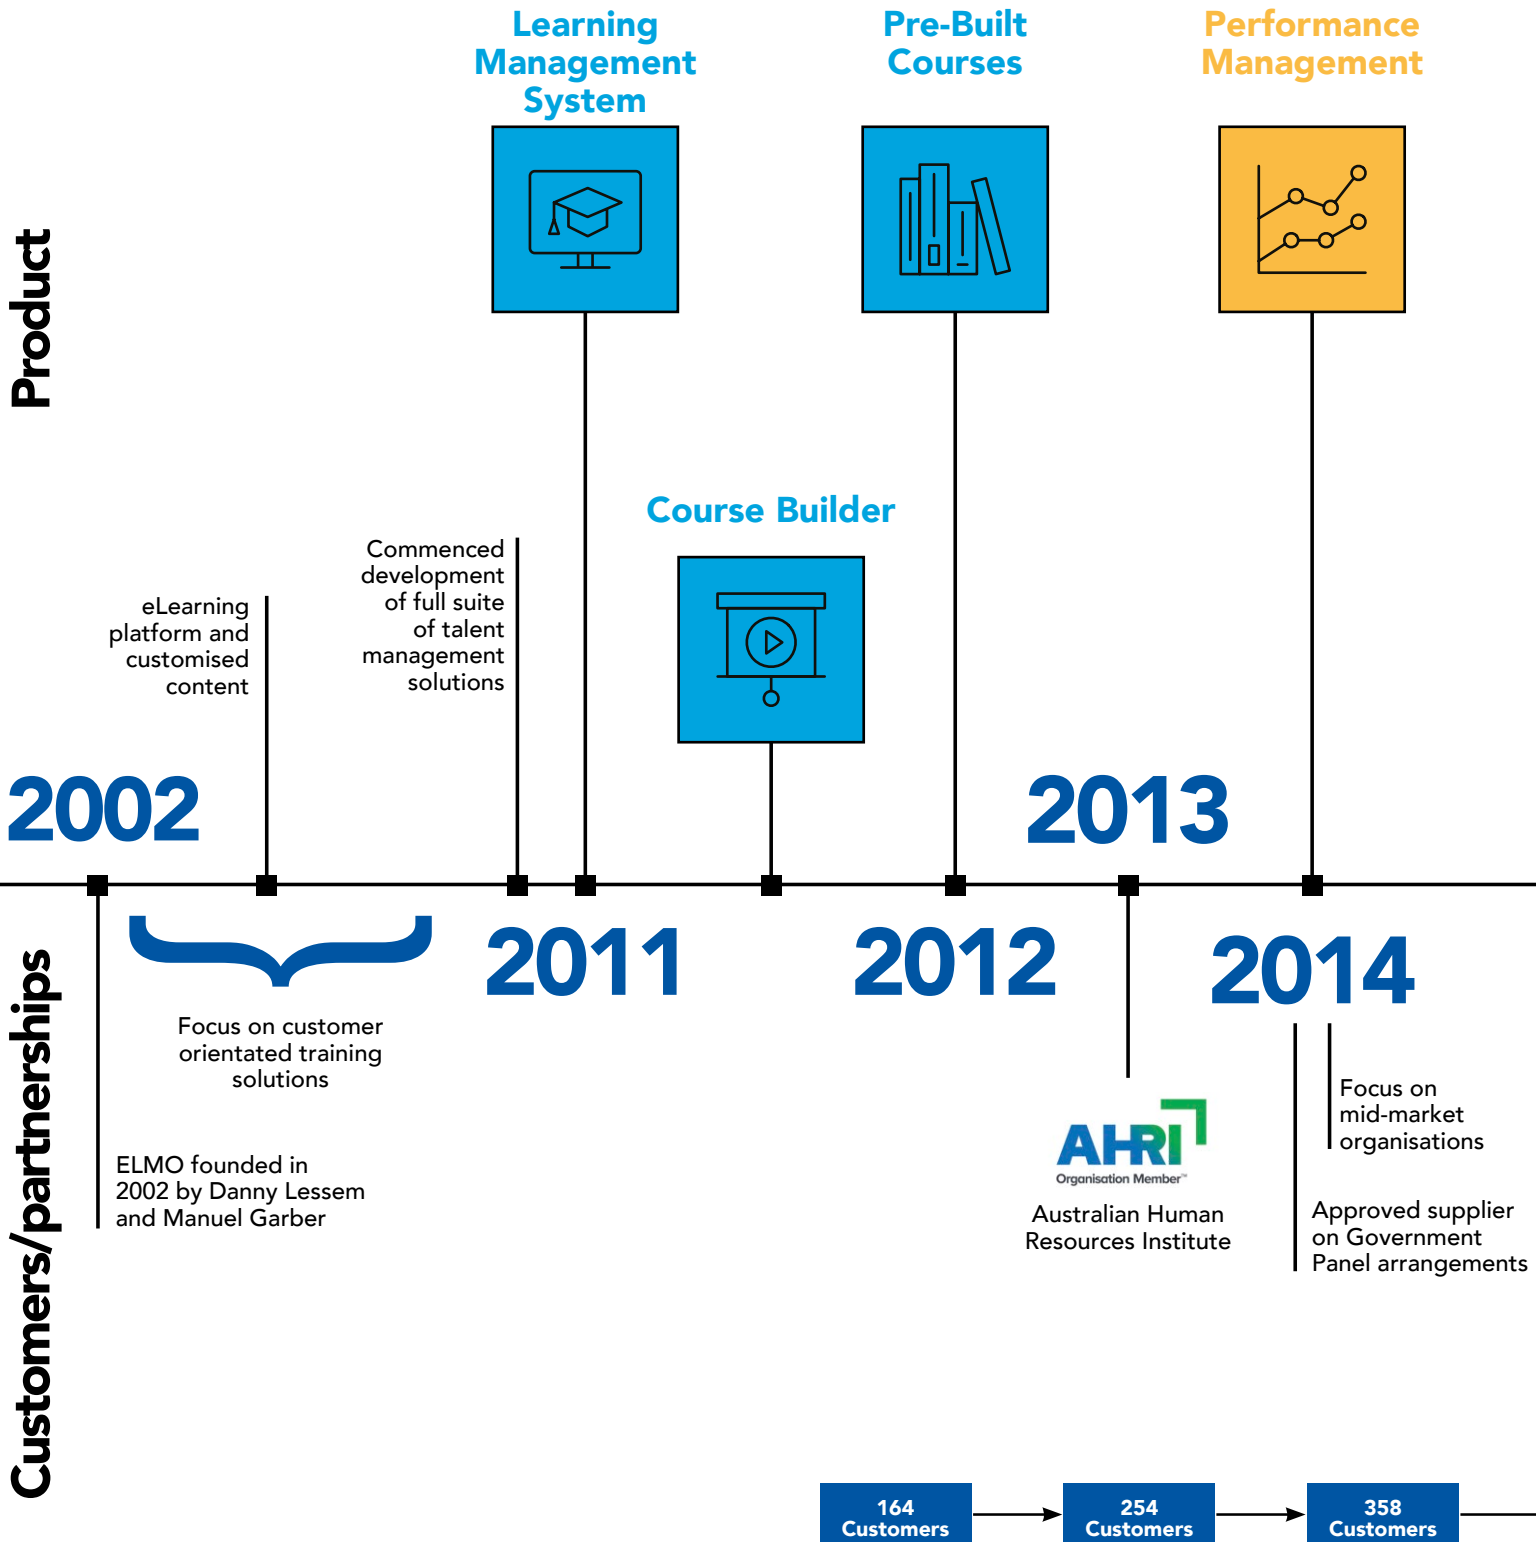 Learning
Management
System
Pre-Built
Courses
Performance
Management
Product
Course Builder
eLearning
platform and
customised
content
Commenced
development
of full suite
of talent
management
solutions
2002
2013
2011
2012
2014
Customers/partnerships
Focus on customer
orientated training
solutions
ELMO founded in
2002 by Danny Lessem
and Manuel Garber
AHRI
Organisation Member™
Australian Human
Resources Institute
Focus on
mid-market
organisations
Approved supplier
on Government
Panel arrangements
164
Customers
254
Customers
358
Customers